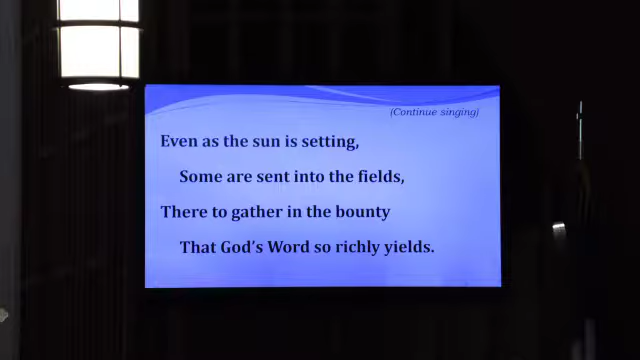 (Continue singing)
Even as the sun is setting,
Some are sent into the fields,
There to gather in the bounty
That God's Word so richly yields.